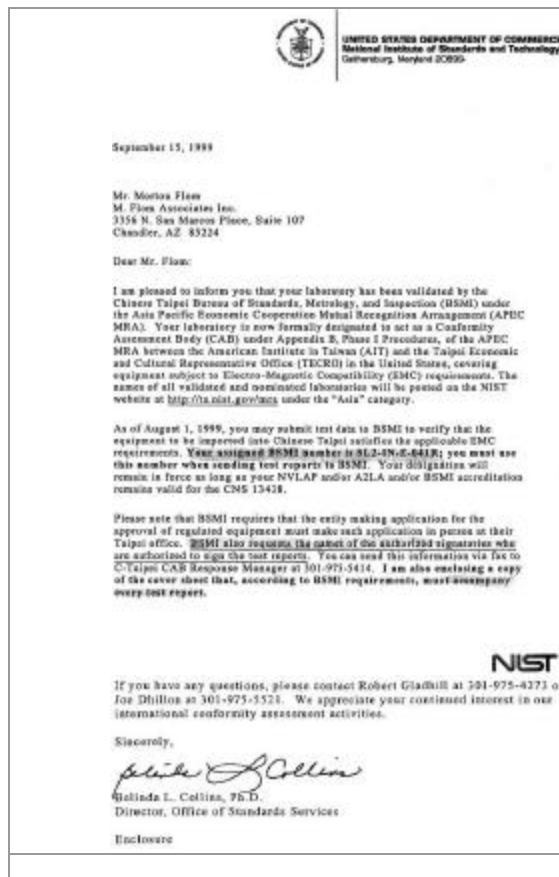 UNITED STATES DEPARTMENT OF COMMERCE
National Institute of Standards and Technology
Gaithersburg, Maryland 20899-
September 15, 1999
Mr. Morton Flom
M. Flom Associates Inc.
3356 N. San Marcos Place, Suite 107
Chandler, AZ 85224
Dear Mr. Flom:
I am pleased to inform you that your laboratory has been validated by the
Chinese Taipei Bureau of Standards, Metrology, and Inspection (BSMI) under
the Asia Pacific Economic Cooperation Mutual Recognition Arrangement (APEC
MRA). Your laboratory is now formally designated to act as a Conformity
Assessment Body (CAB) under Appendix B, Phase I Procedures, of the APEC
MRA between the American Institute in Taiwan (AIT) and the Taipei Economic
and Cultural Representative Office (TECRO) in the United States, covering
equipment subject to Electro-Magnetic Compatibility (EMC) requirements. The
names of all validated and nominated laboratories will be posted on the NIST
website at http://ts.nist.gov/mra under the "Asia" category.
As of August 1, 1999, you may submit test data to BSMI to verify that the
equipment to be imported into Chinese Taipei satisfies the applicable EMC
requirements. Your assigned BSMI number is SL2-IN-E-041R; you must use
this number when sending test reports to BSMI. Your designation will
remain in force as long as your NVLAP and/or A2LA and/or BSMI accreditation
remains valid for the CNS 13438.
Please note that BSMI requires that the entity making application for the
approval of regulated equipment must make such application in person at their
Taipei office. BSMI also requests the names of the authorized signatories who
are authorized to sign the test reports. You can send this information via fax to
C-Taipei CAB Response Manager at 301-975-5414. I am also enclosing a copy
of the cover sheet that, according to BSMI requirements, must accompany
every test report.
NIST
If you have any questions, please contact Robert Gladhill at 301-975-4273 o
Joe Dhillon at 301-975-5521. We appreciate your continued interest in our
international conformity assessment activities.
Sincerely,
Belinda L. Collins
Belinda L. Collins, Ph.D.
Director, Office of Standards Services
Enclosure